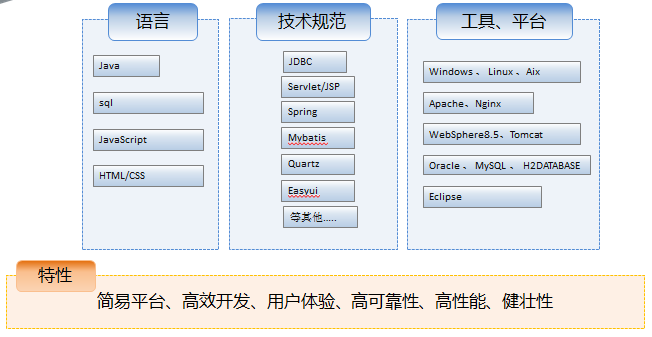 语言
Java
sql
JavaScript
HTML/CSS
技术规范
JDBC
Servlet/JSP
Spring
Mybatis
Quartz
Easyui
等其他.....
工具、平台
Windows 、 Linux 、Aix
Apache、Nginx
WebSphere8.5、Tomcat
Oracle 、 MySQL 、 H2DATABASE
Eclipse
特性
简易平台、高效开发、用户体验、高可靠性、高性能、健壮性